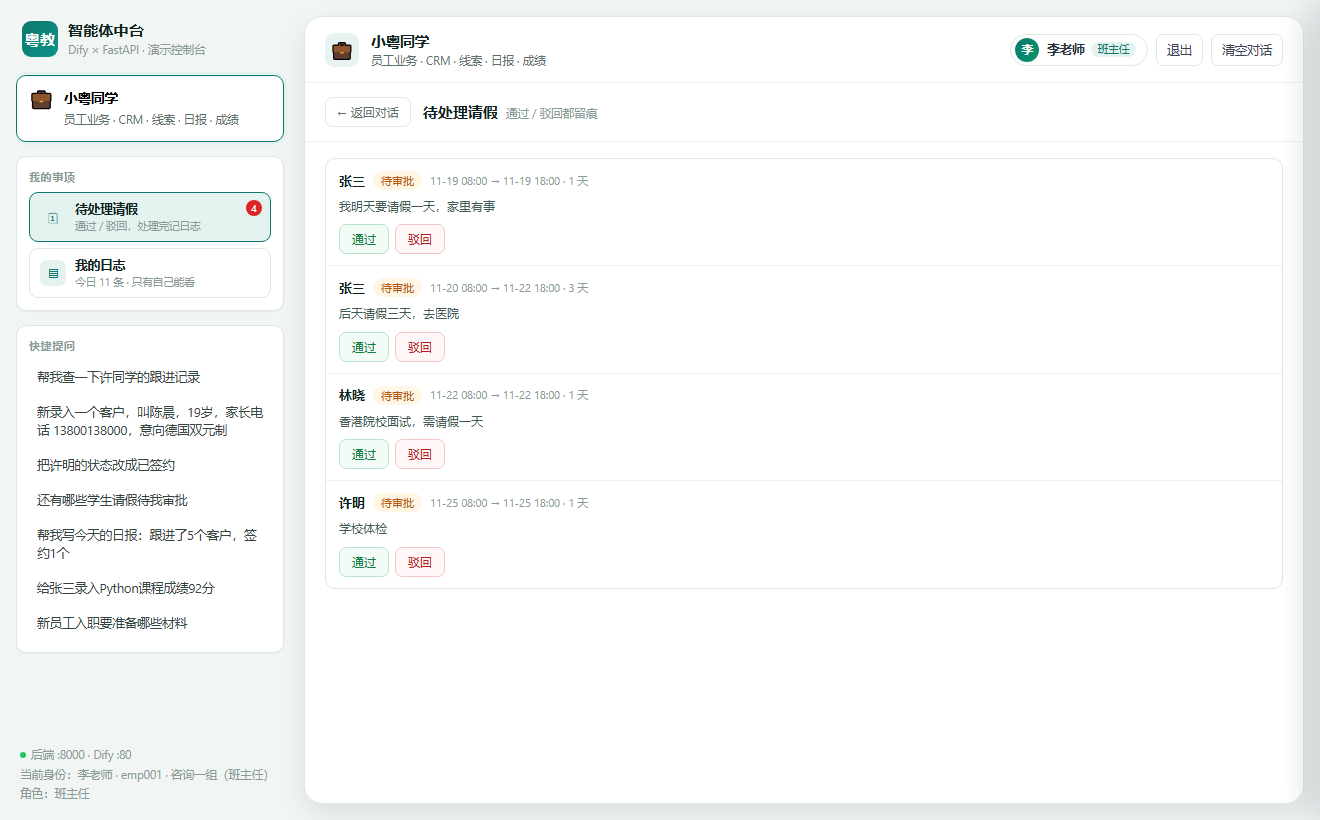 粤教
智能体中台
Dify × FastAPI · 演示控制台
小粤同学
员工业务 · CRM · 线索 · 日报 · 成绩
我的事项
待处理请假
通过 / 驳回，处理完记日志
4
我的日志
今日 11 条 · 只有自己能看
快捷提问
帮我查一下许同学的跟进记录
新录入一个客户，叫陈晨，19岁，家长电
话 13800138000，意向德国双元制
把许明的状态改成已签约
还有哪些学生请假待我审批
帮我写今天的日报：跟进了5个客户，签
约1个
给张三录入Python课程成绩92分
新员工入职要准备哪些材料
后端 :8000 · Dify :80
当前身份：李老师 · emp001 · 咨询一组（班主任）
角色：班主任
小粤同学
员工业务 · CRM · 线索 · 日报 · 成绩
李 李老师 班主任
退出
清空对话
← 返回对话
待处理请假 通过 / 驳回都留痕
张三 待审批 11-19 08:00 → 11-19 18:00 · 1 天
我明天要请假一天，家里有事
通过 驳回
张三 待审批 11-20 08:00 → 11-22 18:00 · 3 天
后天请假三天，去医院
通过 驳回
林晓 待审批 11-22 08:00 → 11-22 18:00 · 1 天
香港院校面试，需请假一天
通过 驳回
许明 待审批 11-25 08:00 → 11-25 18:00 · 1 天
学校体检
通过 驳回